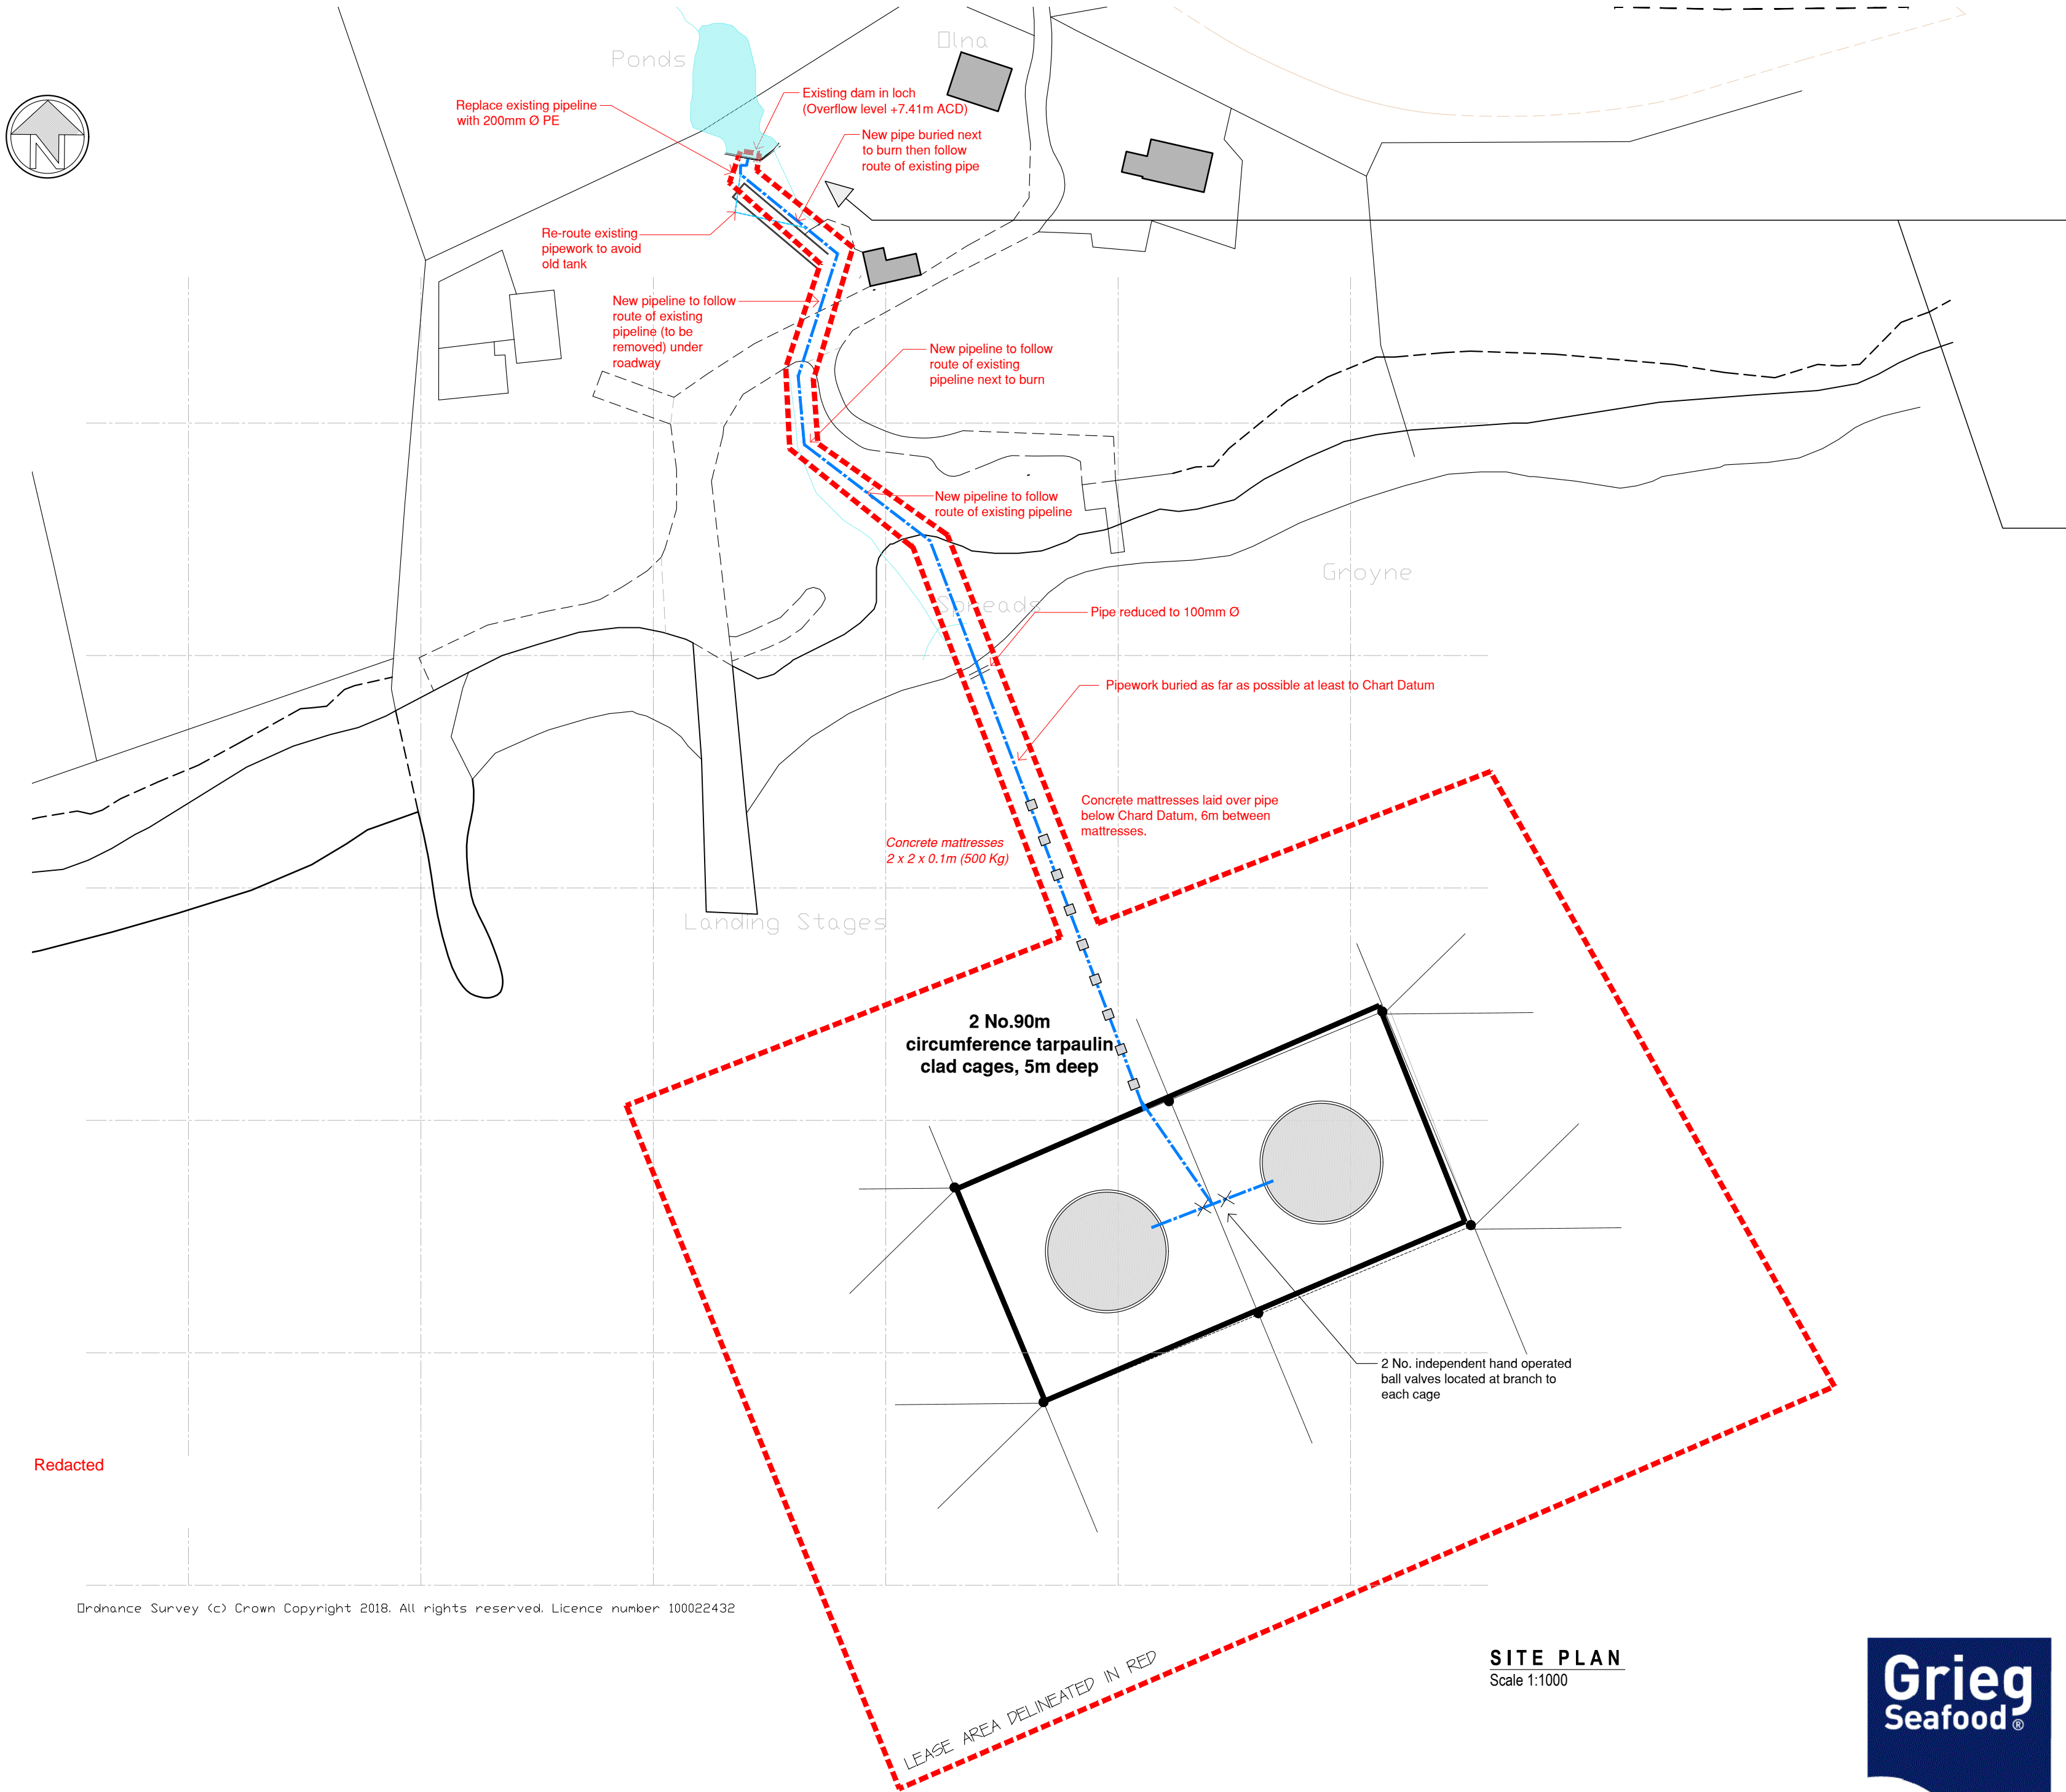 Ponds
Olna
Existing dam in loch
(Overflow level +7.41m ACD)
Replace existing pipeline
with 200mm Ø PE
New pipe buried next
to burn then follow
route of existing pipe
N
Re-route existing
pipework to avoid
old tank
New pipeline to follow
route of existing
pipeline (to be
removed) under
roadway
New pipeline to follow
route of existing
pipeline next to burn
New pipeline to follow
route of existing pipeline
Groyne
Spreads
Pipe reduced to 100mm Ø
Pipework buried as far as possible at least to Chart Datum
Concrete mattresses laid over pipe
below Chard Datum, 6m between
mattresses.
Concrete mattresses
2 x 2 x 0.1m (500 Kg)
Landing Stages
2 No.90m
circumference tarpaulin
clad cages, 5m deep
2 No. independent hand operated
ball valves located at branch to
each cage
Redacted
Ordnance Survey (c) Crown Copyright 2018. All rights reserved. Licence number 100022432
LEASE AREA DELINEATED IN RED
SITE PLAN
Scale 1:1000
Grieg
Seafood®